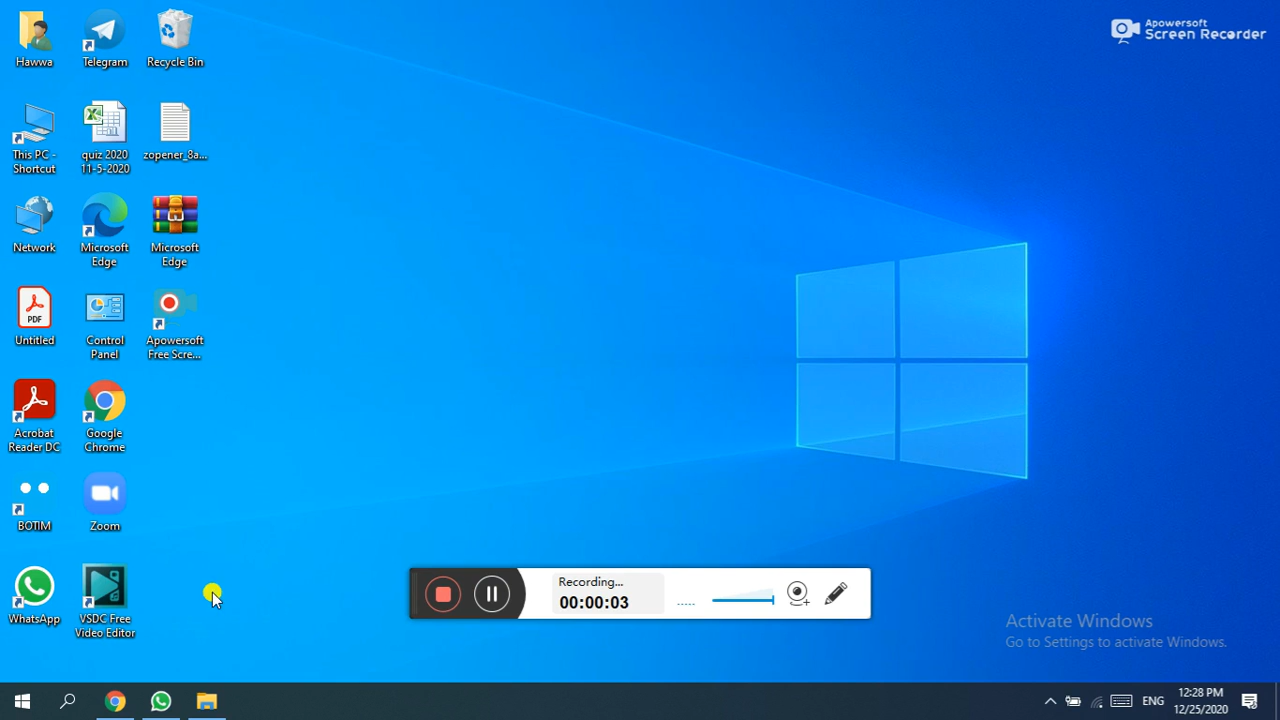 Hawwa
Telegram
Recycle Bin
Apowersoft
Screen Recorder
This PC -
Shortcut
quiz 2020
11-5-2020
zopener_8a...
Network
Microsoft
Edge
Microsoft
Edge
PDF
Untitled
Control
Panel
Apowersoft
Free Scre...
Acrobat
Reader DC
Google
Chrome
BOTIM
Zoom
WhatsApp
VSDC Free
Video Editor
Recording...
00:00:03
Activate Windows
Go to Settings to activate Windows.
ENG
12:28 PM
12/25/2020